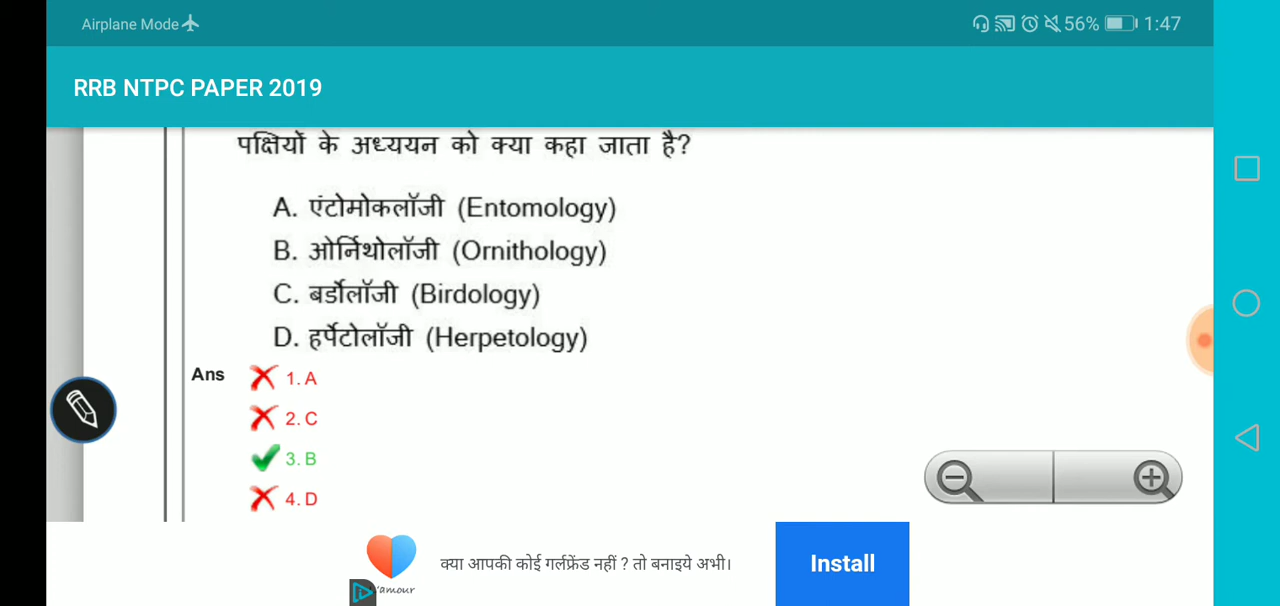 Airplane Mode 56% 1:47
RRB NTPC PAPER 2019
पक्षियों के अध्ययन को क्या कहा जाता है?
A. एंटोमोकलॉजी (Entomology)
B. ओर्निथोलॉजी (Ornithology)
C. बर्डोलॉजी (Birdology)
D. हर्पेटोलॉजी (Herpetology)
Ans 1. A
2. C
3. B
4. D
क्या आपकी कोई गर्लफ्रेंड नहीं ? तो बनाइये अभी। Install
'amour